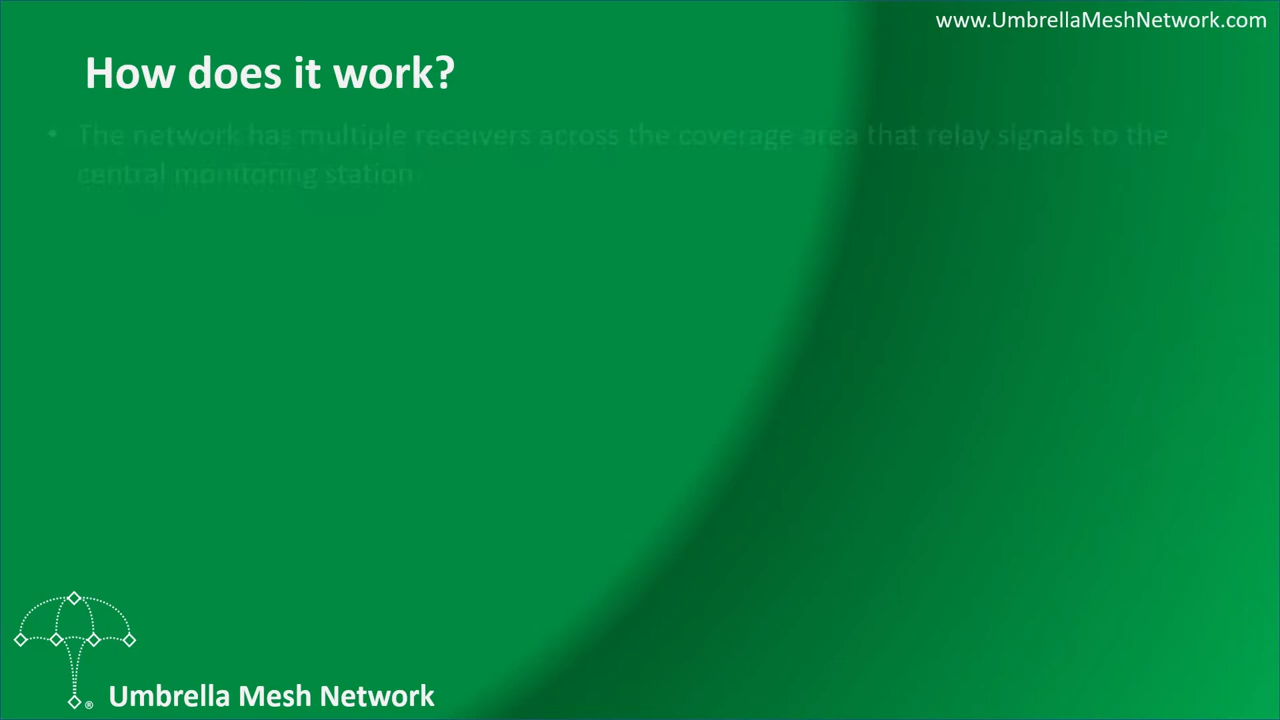 www.UmbrellaMeshNetwork.com
How does it work?
• The network has multiple receivers across the coverage area that relay signals to the
central monitoring station
® Umbrella Mesh Network